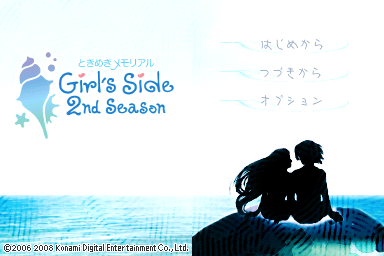 ときめきメモリアル
Girl's Side
2nd Season
はじめから
つづきから
オプション
©2006 2008 Konami Digital Entertainment Co., Ltd.